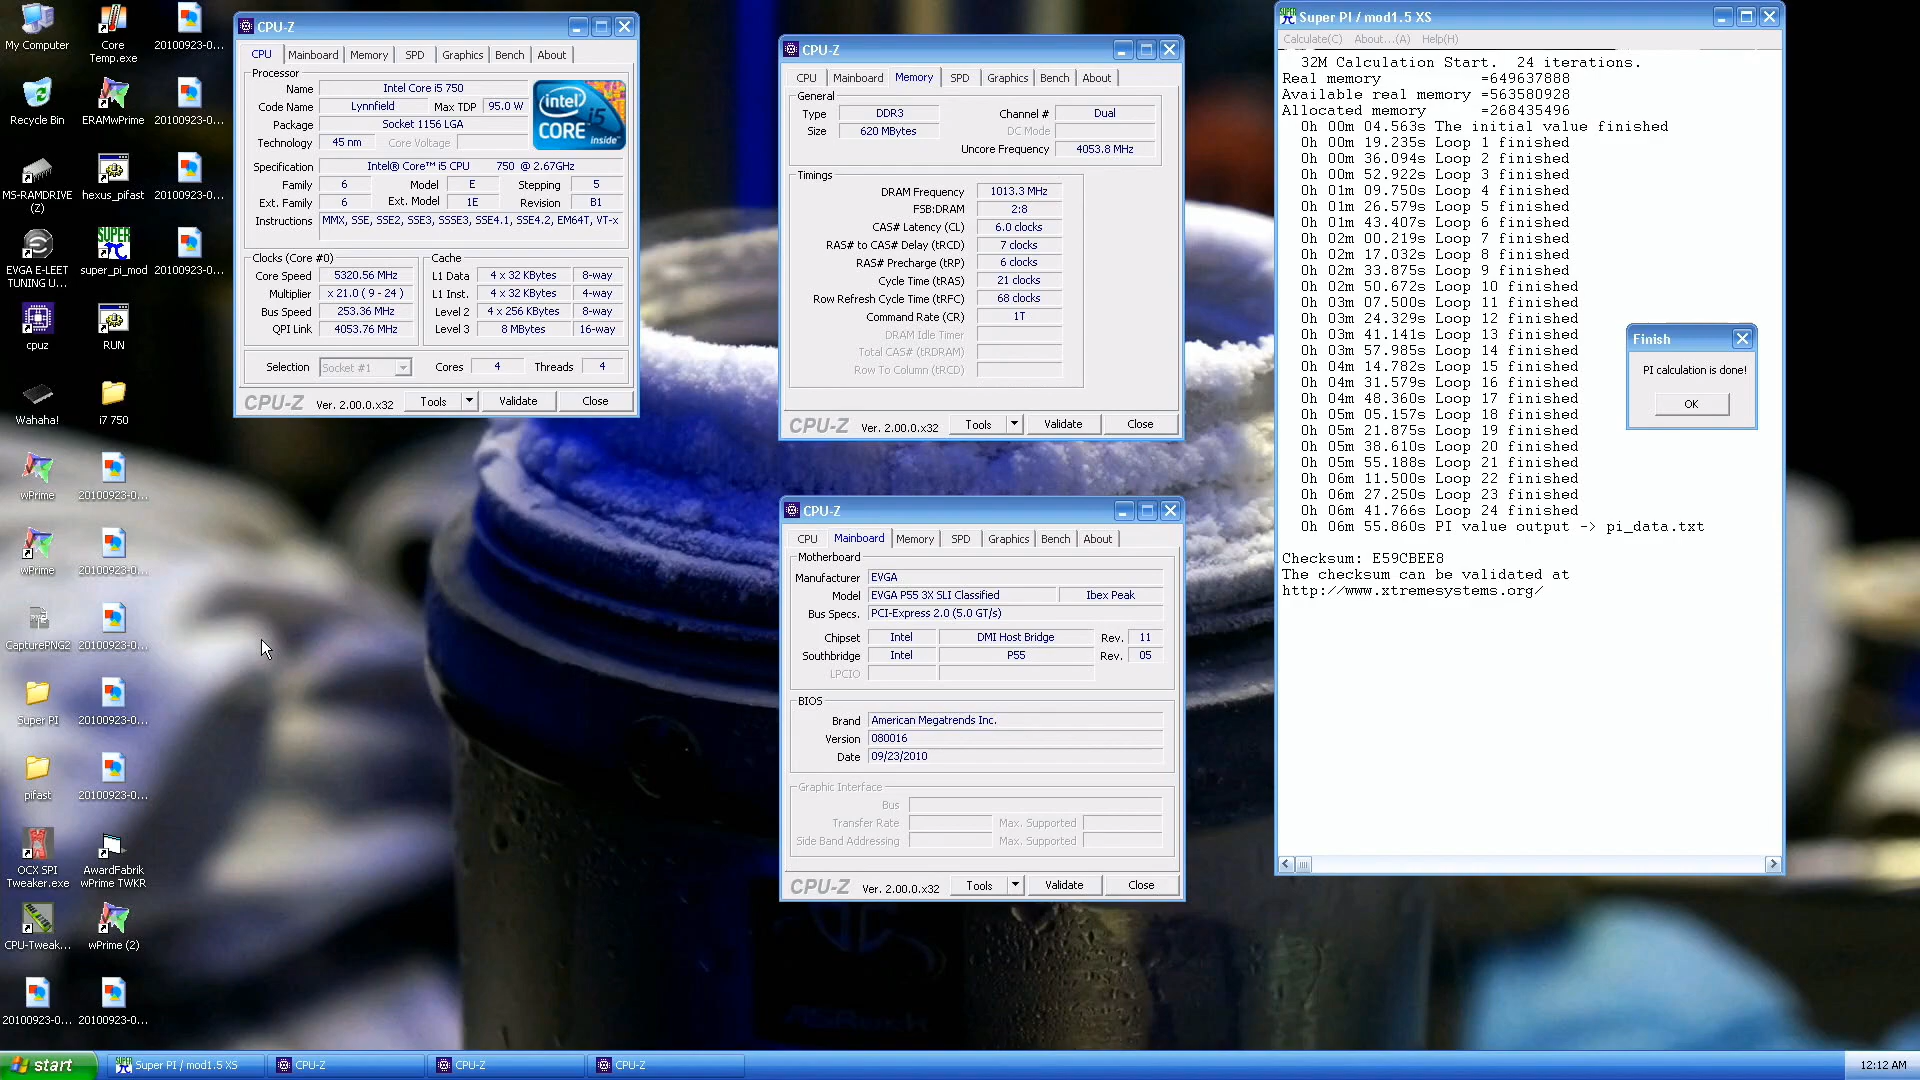 My Computer
Core Temp.exe
20100923-0...
Recycle Bin
ERAMwPrime
20100923-0...
MS-RAMDRIVE (Z)
hexus_pifast
20100923-0...
EVGA E-LEET TUNING U...
super_pi_mod
20100923-0...
cpuz
RUN
Wahaha!
i7 750
wPrime
20100923-0...
wPrime
20100923-0...
CapturePNG2
20100923-0...
Super PI
20100923-0...
pifast
20100923-0...
OCX SPI Tweaker.exe
AwardFabrik wPrime TWKR
CPU-Tweak...
wPrime (2)
20100923-0...
20100923-0...
CPU-Z
CPU Mainboard Memory SPD Graphics Bench About
Processor
Name Intel Core i5 750
Code Name Lynnfield Max TDP 95.0 W
Package Socket 1156 LGA
Technology 45 nm Core Voltage
intel CORE i5 inside™
Specification Intel® Core™ i5 CPU 750 @ 2.67GHz
Family 6 Model E Stepping 5
Ext. Family 6 Ext. Model 1E Revision B1
Instructions MMX, SSE, SSE2, SSE3, SSSE3, SSE4.1, SSE4.2, EM64T, VT-x
Clocks (Core #0)
Core Speed 5320.56 MHz
Multiplier x 21.0 ( 9 - 24 )
Bus Speed 253.36 MHz
QPI Link 4053.76 MHz
Cache
L1 Data 4 x 32 KBytes 8-way
L1 Inst. 4 x 32 KBytes 4-way
Level 2 4 x 256 KBytes 8-way
Level 3 8 MBytes 16-way
Selection Socket #1 Cores 4 Threads 4
CPU-Z Ver. 2.00.0.x32 Tools Validate Close
CPU-Z
CPU Mainboard Memory SPD Graphics Bench About
General
Type DDR3 Channel # Dual
Size 620 MBytes DC Mode
Uncore Frequency 4053.8 MHz
Timings
DRAM Frequency 1013.3 MHz
FSB:DRAM 2:8
CAS# Latency (CL) 6.0 clocks
RAS# to CAS# Delay (tRCD) 7 clocks
RAS# Precharge (tRP) 6 clocks
Cycle Time (tRAS) 21 clocks
Row Refresh Cycle Time (tRFC) 68 clocks
Command Rate (CR) 1T
DRAM Idle Timer
Total CAS# (tRDRAM)
Row To Column (tRCD)
CPU-Z Ver. 2.00.0.x32 Tools Validate Close
CPU-Z
CPU Mainboard Memory SPD Graphics Bench About
Motherboard
Manufacturer EVGA
Model EVGA P55 3X SLI Classified Ibex Peak
Bus Specs. PCI-Express 2.0 (5.0 GT/s)
Chipset Intel DMI Host Bridge Rev. 11
Southbridge Intel P55 Rev. 05
LPCIO
BIOS
Brand American Megatrends Inc.
Version 080016
Date 09/23/2010
Graphic Interface
Bus
Transfer Rate Max. Supported
Side Band Addressing Max. Supported
CPU-Z Ver. 2.00.0.x32 Tools Validate Close
Super PI / mod1.5 XS
Calculate(C) About...(A) Help(H)
32M Calculation Start. 24 iterations.
Real memory =649637888
Available real memory =563580928
Allocated memory =268435496
0h 00m 04.563s The initial value finished
0h 00m 19.235s Loop 1 finished
0h 00m 36.094s Loop 2 finished
0h 00m 52.922s Loop 3 finished
0h 01m 09.750s Loop 4 finished
0h 01m 26.579s Loop 5 finished
0h 01m 43.407s Loop 6 finished
0h 02m 00.219s Loop 7 finished
0h 02m 17.032s Loop 8 finished
0h 02m 33.875s Loop 9 finished
0h 02m 50.672s Loop 10 finished
0h 03m 07.500s Loop 11 finished
0h 03m 24.329s Loop 12 finished
0h 03m 41.141s Loop 13 finished
0h 03m 57.985s Loop 14 finished
0h 04m 14.782s Loop 15 finished
0h 04m 31.579s Loop 16 finished
0h 04m 48.360s Loop 17 finished
0h 05m 05.157s Loop 18 finished
0h 05m 21.875s Loop 19 finished
0h 05m 38.610s Loop 20 finished
0h 05m 55.188s Loop 21 finished
0h 06m 11.500s Loop 22 finished
0h 06m 27.250s Loop 23 finished
0h 06m 41.766s Loop 24 finished
0h 06m 55.860s PI value output -> pi_data.txt
Checksum: E59CBEE8
The checksum can be validated at
http://www.xtremesystems.org/
Finish
PI calculation is done!
OK
start
Super PI / mod1.5 XS
CPU-Z
CPU-Z
CPU-Z
12:12 AM